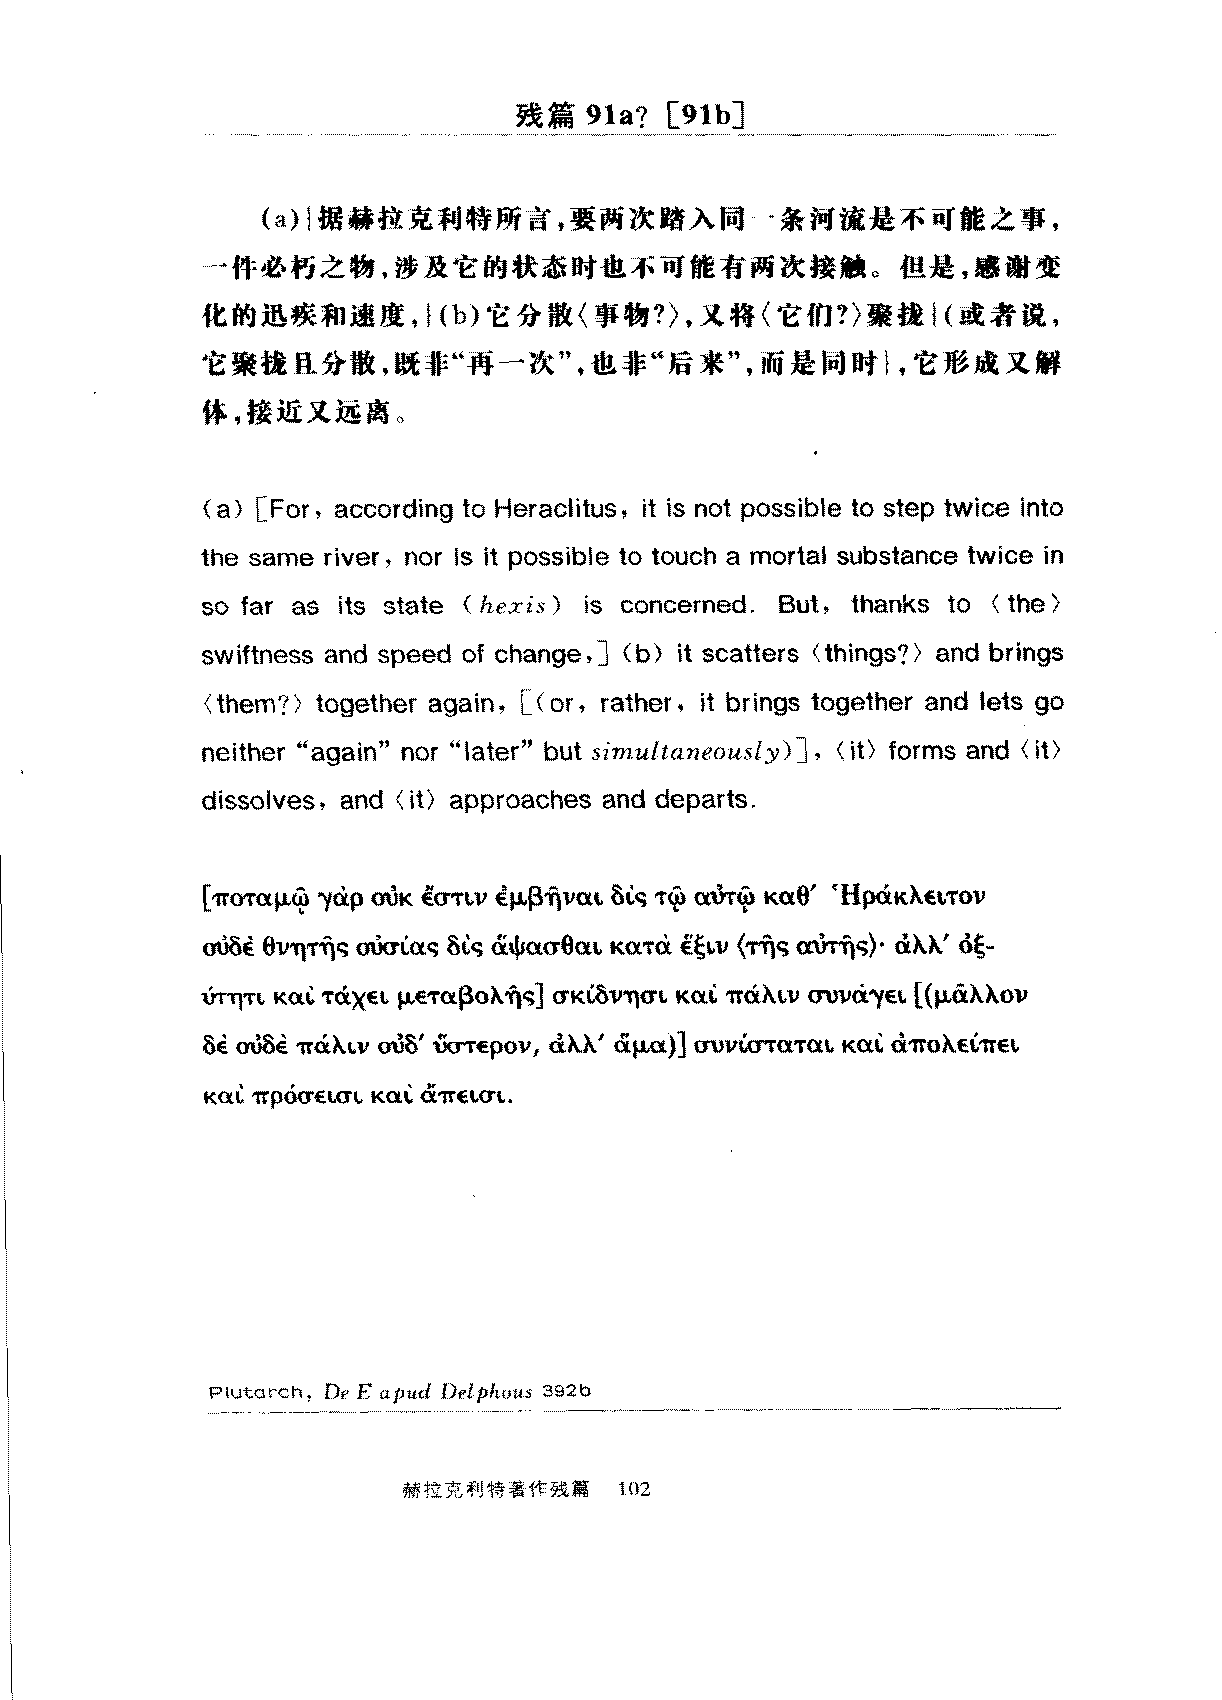 残篇 91a? [91b]
(a)[据赫拉克利特所言,要两次踏入同一条河流是不可能之事,
一件必朽之物,涉及它的状态时也不可能有两次接触。但是,感谢变
化的迅疾和速度,](b)它分散〈事物?〉,又将〈它们?〉聚拢[(或者说,
它聚拢且分散,既非“再一次”,也非“后来”,而是同时],它形成又解
体,接近又远离。
(a) [For, according to Heraclitus, it is not possible to step twice into
the same river, nor is it possible to touch a mortal substance twice in
so far as its state (hexis) is concerned. But, thanks to 〈the〉
swiftness and speed of change,] (b) it scatters 〈things?〉 and brings
〈them?〉 together again, [(or, rather, it brings together and lets go
neither “again” nor “later” but simultaneously)], 〈it〉 forms and 〈it〉
dissolves, and 〈it〉 approaches and departs.
[ποταμῷ γὰρ οὐκ ἔστιν ἐμβῆναι δὶς τῷ αὐτῷ καθ’ Ἡράκλειτον
οὐδὲ θνητῆς οὐσίας δὶς ἅψασθαι κατὰ ἕξιν 〈τῆς αὐτῆς〉· ἀλλ’ ὀξ-
ύτητι καὶ τάχει μεταβολῆς] σκίδνησι καὶ πάλιν συνάγει [(μᾶλλον
δὲ οὐδὲ πάλιν οὐδ’ ὕστερον, ἀλλ’ ἅμα)] συνίσταται καὶ ἀπολείπει
καὶ πρόσεισι καὶ ἄπεισι.
Plutarch, De E apud Delphous 392b
赫拉克利特著作残篇 102